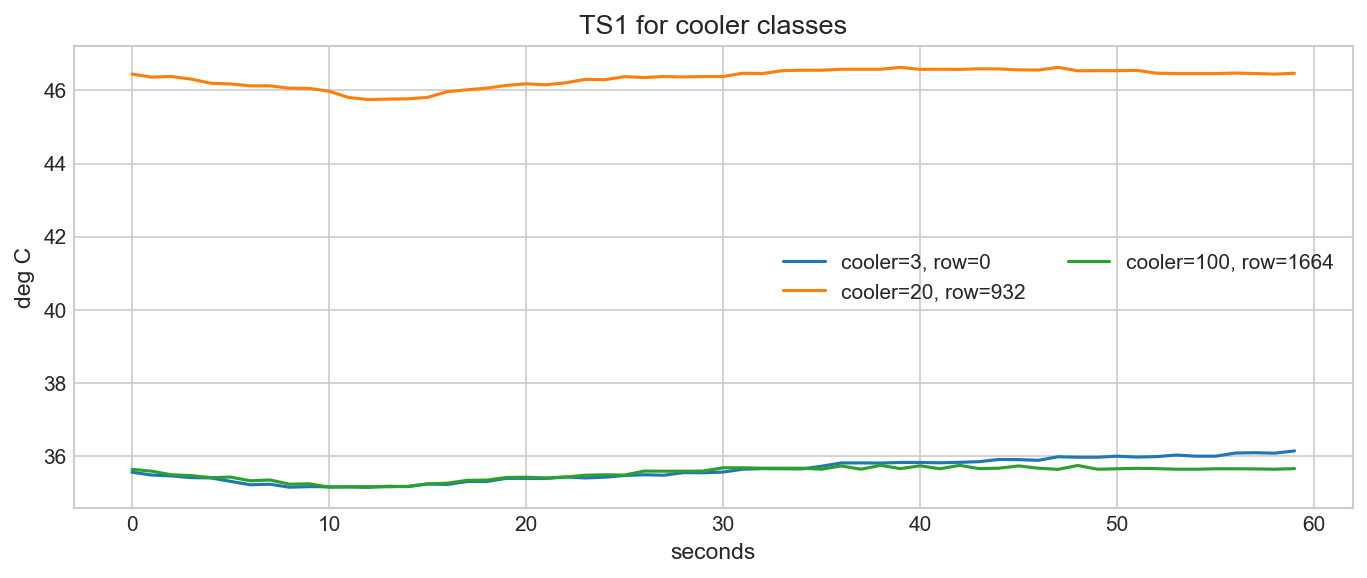 TS1 for cooler classes
deg C
46
44
42
40
38
36
cooler=3, row=0
cooler=20, row=932
cooler=100, row=1664
0
10
20
30
40
50
60
seconds